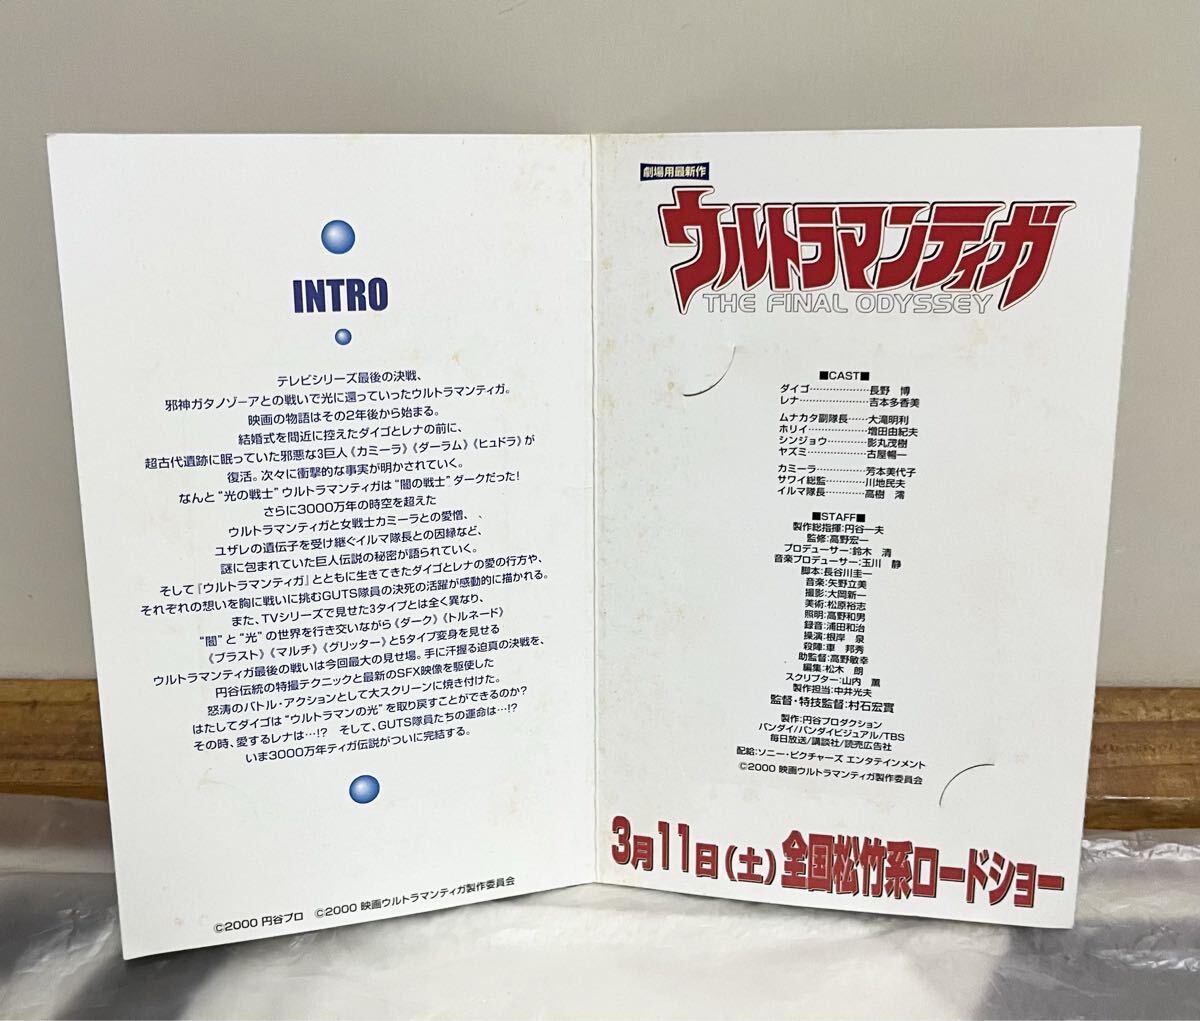 INTRO
テレビシリーズ最後の決戦、
邪神ガタノゾーアとの戦いで光に還っていったウルトラマンティガ。
映画の物語はその2年後から始まる。
結婚式を間近に控えたダイゴとレナの前に、
超古代遺跡に眠っていた邪悪な3巨人《カミーラ》《ダーラム》《ヒュドラ》が
復活。次々に衝撃的な事実が明かされていく。
なんと“光の戦士”ウルトラマンティガは“闇の戦士”ダークだった!
さらに3000万年の時空を超えた
ウルトラマンティガと女戦士カミーラとの愛憎、
ユザレの遺伝子を受け継ぐイルマ隊長との因縁など、
謎に包まれていた巨人伝説の秘密が語られていく。
そして『ウルトラマンティガ』とともに生きてきたダイゴとレナの愛の行方や、
それぞれの想いを胸に戦いに挑むGUTS隊員の決死の活躍が感動的に描かれる。
また、TVシリーズで見せた3タイプとは全く異なり、
“闇”と“光”の世界を行き交いながら《ダーク》《トルネード》
《ブラスト》《マルチ》《グリッター》と5タイプ変身を見せる
ウルトラマンティガ最後の戦いは今回最大の見せ場。手に汗握る迫真の決戦を、
円谷伝統の特撮テクニックと最新のSFX映像を駆使した
怒濤のバトル・アクションとして大スクリーンに焼き付けた。
はたしてダイゴは“ウルトラマンの光”を取り戻すことができるのか?
その時、愛するレナは…!? そして、GUTS隊員たちの運命は…!?
いま3000万年ティガ伝説がついに完結する。
©2000 円谷プロ ©2000 映画ウルトラマンティガ製作委員会
劇場用最新作
ウルトラマンティガ
THE FINAL ODYSSEY
■CAST■
ダイゴ………………長野 博
レナ…………………吉本多香美
ムナカタ副隊長……大滝明利
ホリイ………………増田由紀夫
シンジョウ…………影丸茂樹
ヤズミ………………古屋暢一
カミーラ……………芳本美代子
サワイ総監…………川地民夫
イルマ隊長…………高樹 澪
■STAFF■
製作総指揮:円谷一夫
監修:高野宏一
プロデューサー:鈴木 清
音楽プロデューサー:玉川 静
脚本:長谷川圭一
音楽:矢野立美
撮影:大岡新一
美術:松原裕志
照明:高野和男
録音:浦田和治
操演:根岸 泉
殺陣:車 邦秀
助監督:高野敏幸
編集:松木 朗
スクリプター:山内 薫
製作担当:中井光夫
監督・特技監督:村石宏實
製作:円谷プロダクション
バンダイ/バンダイビジュアル/TBS
毎日放送/講談社/読売広告社
配給:ソニー・ピクチャーズ エンタテインメント
©2000 映画ウルトラマンティガ製作委員会
3月11日(土)全国松竹系ロードショー